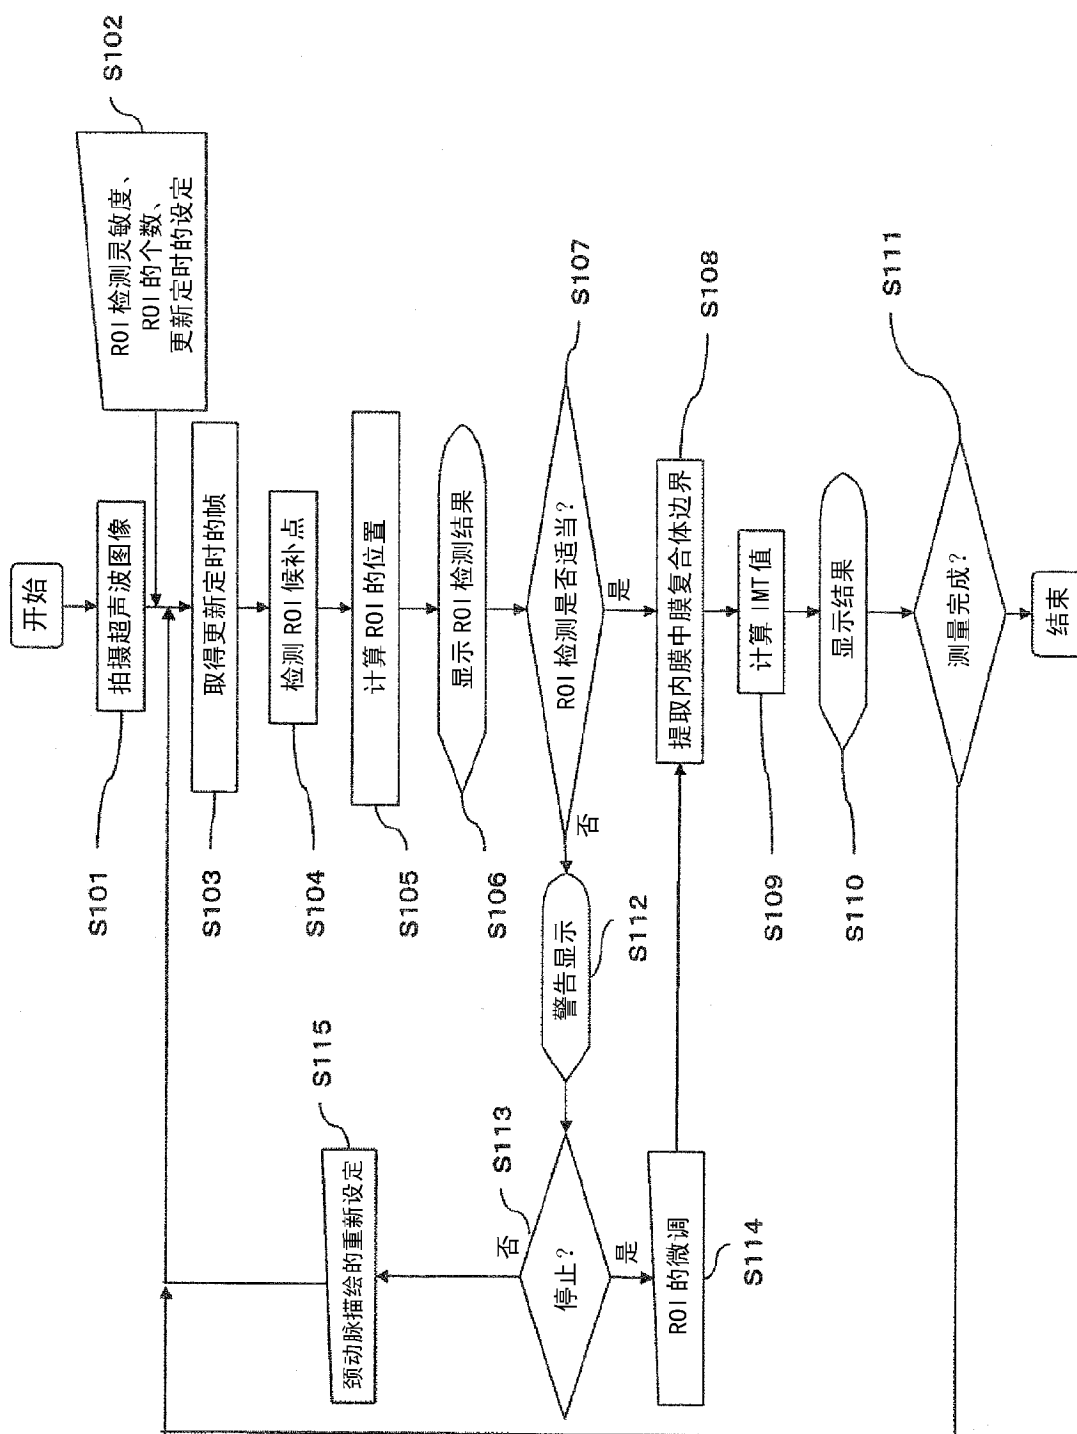 开始
拍摄超声波图像
S101
ROI 检测灵敏度、
ROI 的个数、
更新定时的设定
S102
取得更新定时的帧
S103
检测 ROI 候补点
S104
计算 ROI 的位置
S105
显示 ROI 检测结果
S106
ROI 检测是否适当?
S107
是
否
提取内膜中膜复合体边界
S108
计算 IMT 值
S109
显示结果
S110
测量完成?
S111
结束
警告显示
S112
停止?
S113
否
是
ROI 的微调
S114
颈动脉描绘的重新设定
S115